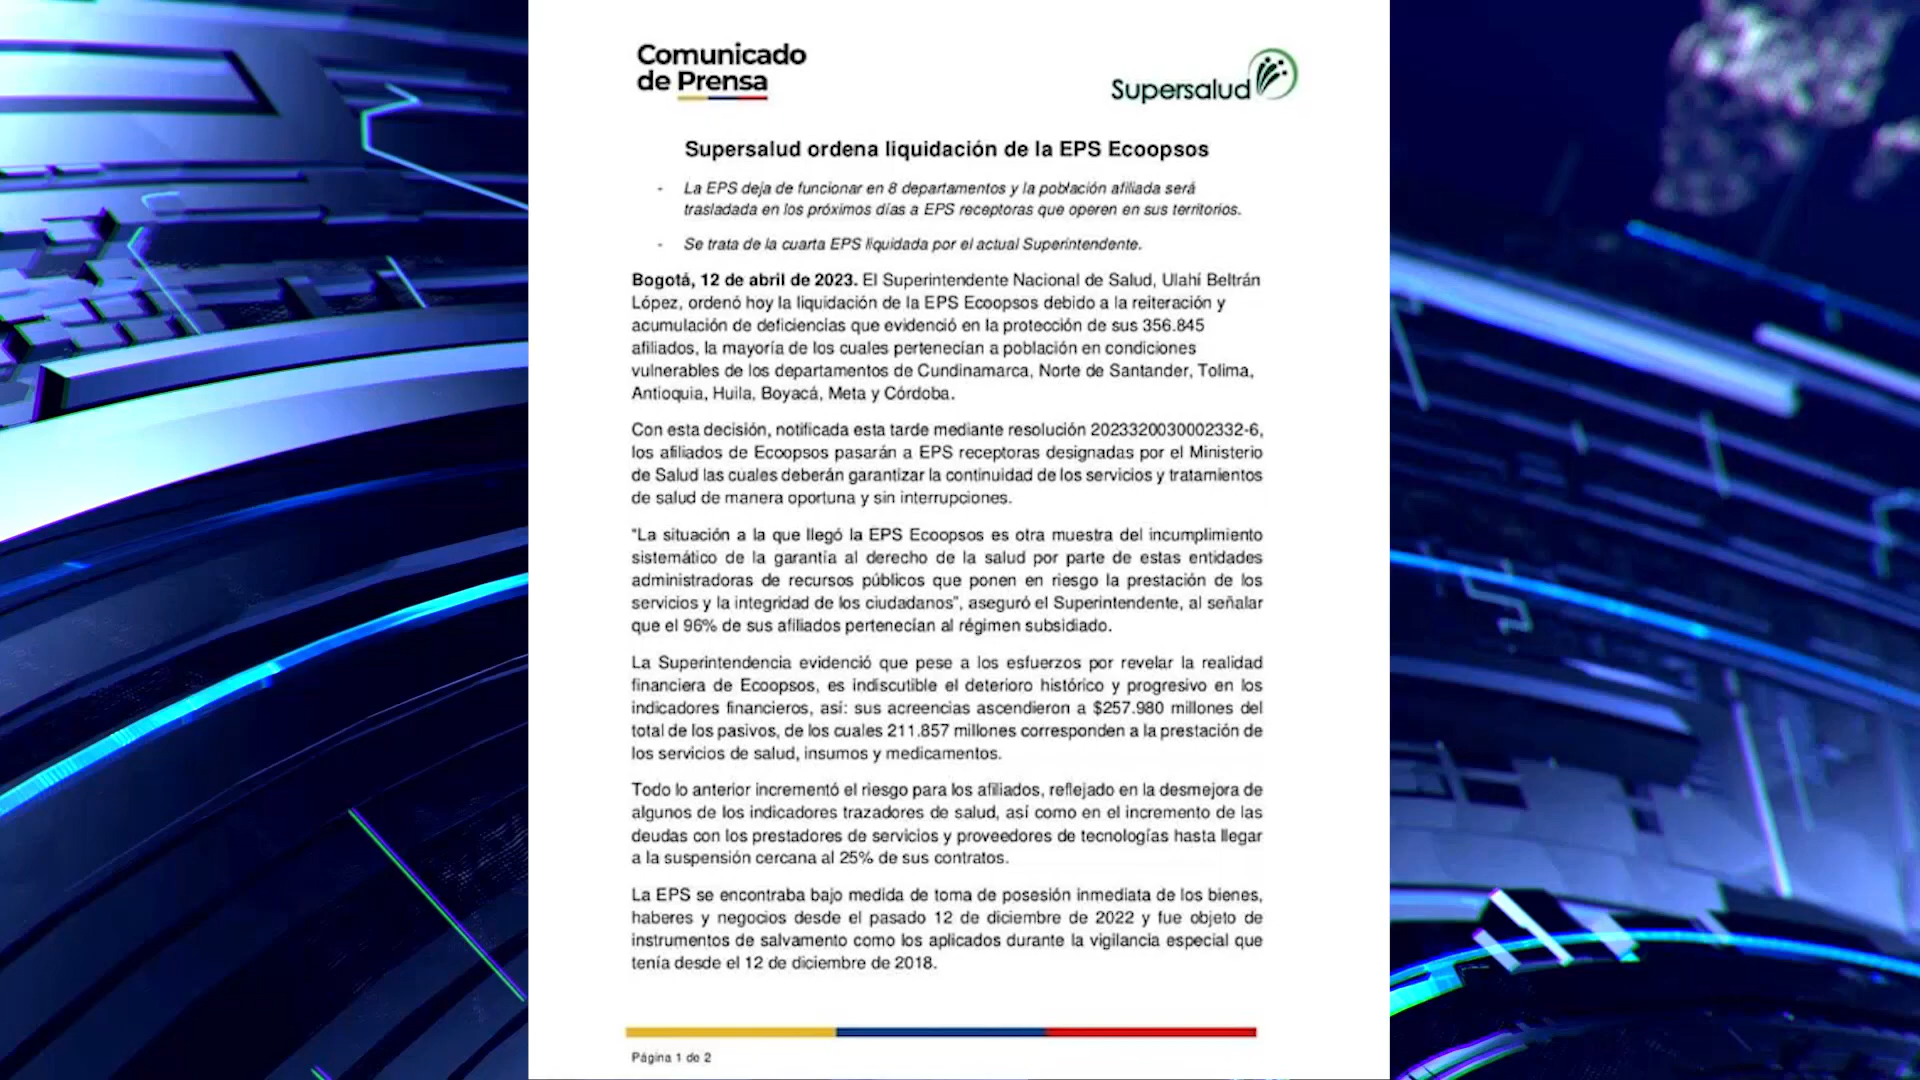 Comunicado
de Prensa
Supersalud
Supersalud ordena liquidación de la EPS Ecoopsos
- La EPS deja de funcionar en 8 departamentos y la población afiliada será
trasladada en los próximos días a EPS receptoras que operen en sus territorios.
- Se trata de la cuarta EPS liquidada por el actual Superintendente.
Bogotá, 12 de abril de 2023. El Superintendente Nacional de Salud, Ulahí Beltrán
López, ordenó hoy la liquidación de la EPS Ecoopsos debido a la reiteración y
acumulación de deficiencias que evidenció en la protección de sus 356.845
afiliados, la mayoría de los cuales pertenecían a población en condiciones
vulnerables de los departamentos de Cundinamarca, Norte de Santander, Tolima,
Antioquia, Huila, Boyacá, Meta y Córdoba.
Con esta decisión, notificada esta tarde mediante resolución 2023320030002332-6,
los afiliados de Ecoopsos pasarán a EPS receptoras designadas por el Ministerio
de Salud las cuales deberán garantizar la continuidad de los servicios y tratamientos
de salud de manera oportuna y sin interrupciones.
"La situación a la que llegó la EPS Ecoopsos es otra muestra del incumplimiento
sistemático de la garantía al derecho de la salud por parte de estas entidades
administradoras de recursos públicos que ponen en riesgo la prestación de los
servicios y la integridad de los ciudadanos", aseguró el Superintendente, al señalar
que el 96% de sus afiliados pertenecían al régimen subsidiado.
La Superintendencia evidenció que pese a los esfuerzos por revelar la realidad
financiera de Ecoopsos, es indiscutible el deterioro histórico y progresivo en los
indicadores financieros, así: sus acreencias ascendieron a $257.980 millones del
total de los pasivos, de los cuales 211.857 millones corresponden a la prestación de
los servicios de salud, insumos y medicamentos.
Todo lo anterior incrementó el riesgo para los afiliados, reflejado en la desmejora de
algunos de los indicadores trazadores de salud, así como en el incremento de las
deudas con los prestadores de servicios y proveedores de tecnologías hasta llegar
a la suspensión cercana al 25% de sus contratos.
La EPS se encontraba bajo medida de toma de posesión inmediata de los bienes,
haberes y negocios desde el pasado 12 de diciembre de 2022 y fue objeto de
instrumentos de salvamento como los aplicados durante la vigilancia especial que
tenía desde el 12 de diciembre de 2018.
Página 1 de 2